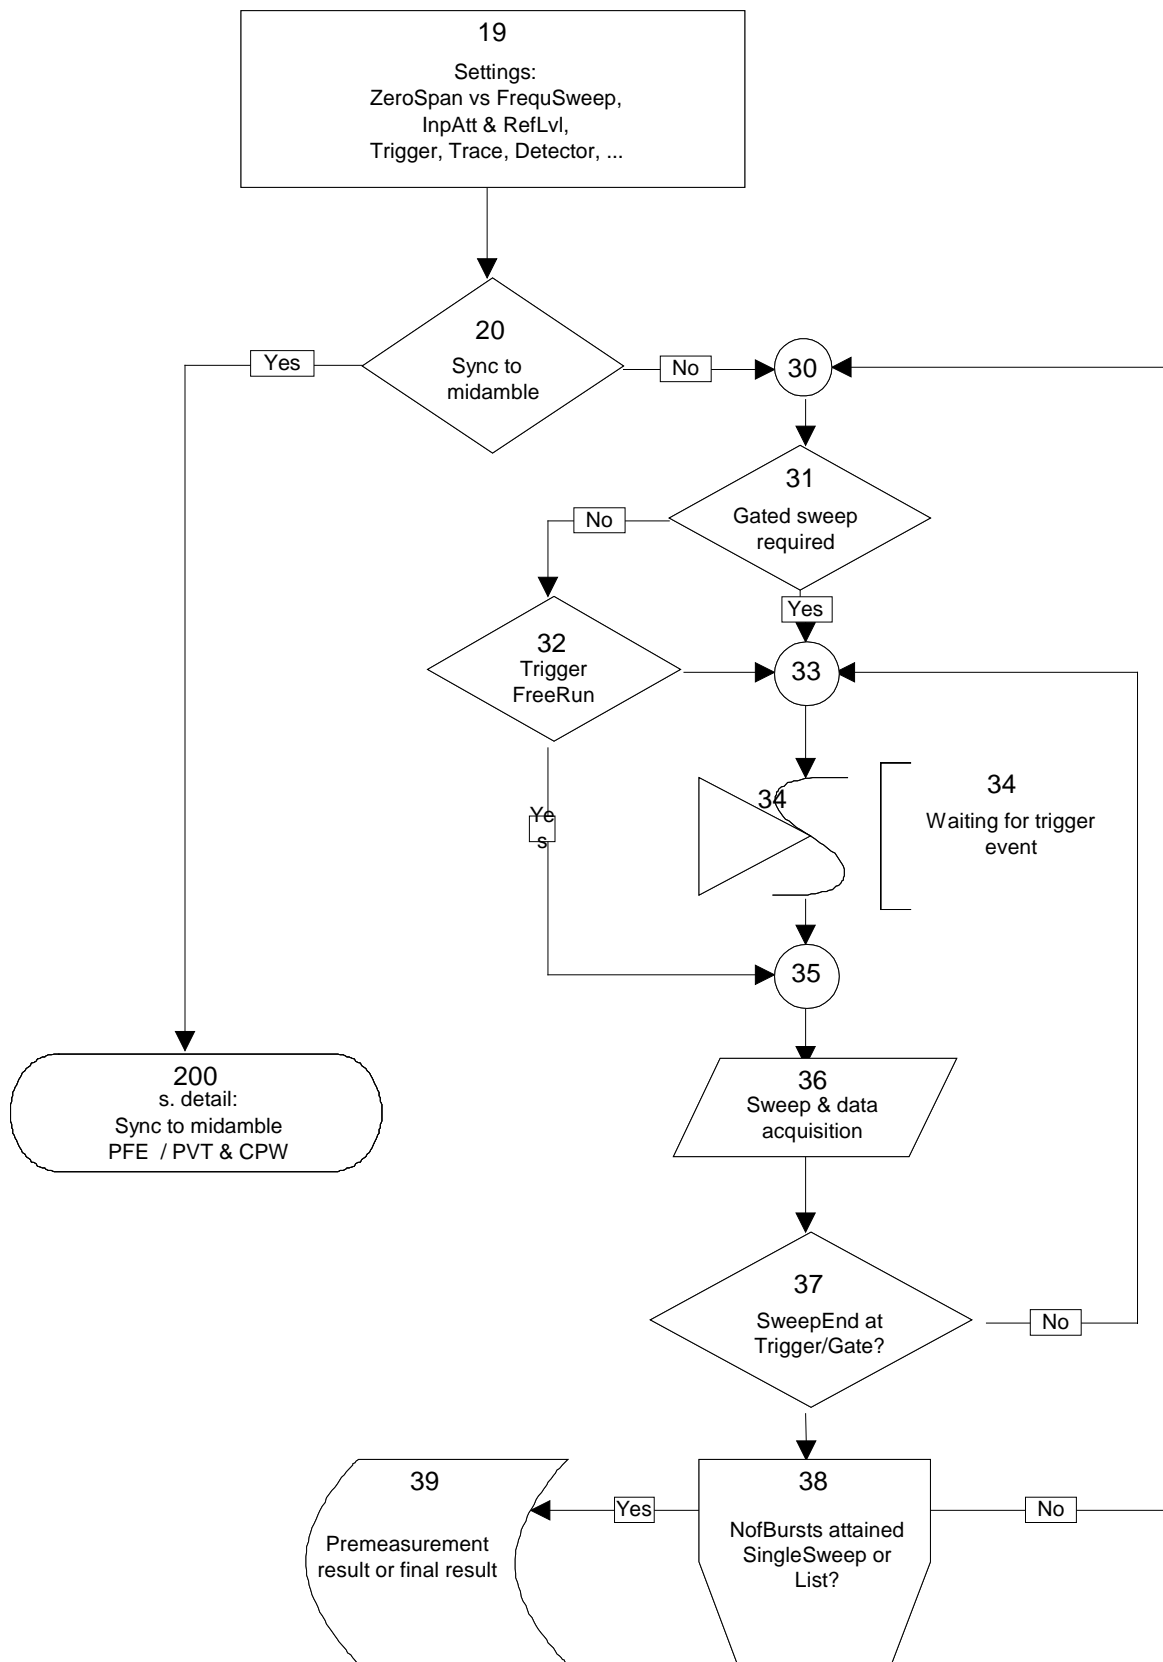 19
Settings:
ZeroSpan vs FrequSweep,
InpAtt & RefLvl,
Trigger, Trace, Detector, ...
20
Sync to
midamble
Yes
No
30
31
Gated sweep
required
No
Yes
32
Trigger
FreeRun
33
Ye
s
34
34
Waiting for trigger
event
35
200
s. detail:
Sync to midamble
PFE / PVT & CPW
36
Sweep & data
acquisition
37
SweepEnd at
Trigger/Gate?
No
39
Premeasurement
result or final result
Yes
38
NofBursts attained
SingleSweep or
List?
No